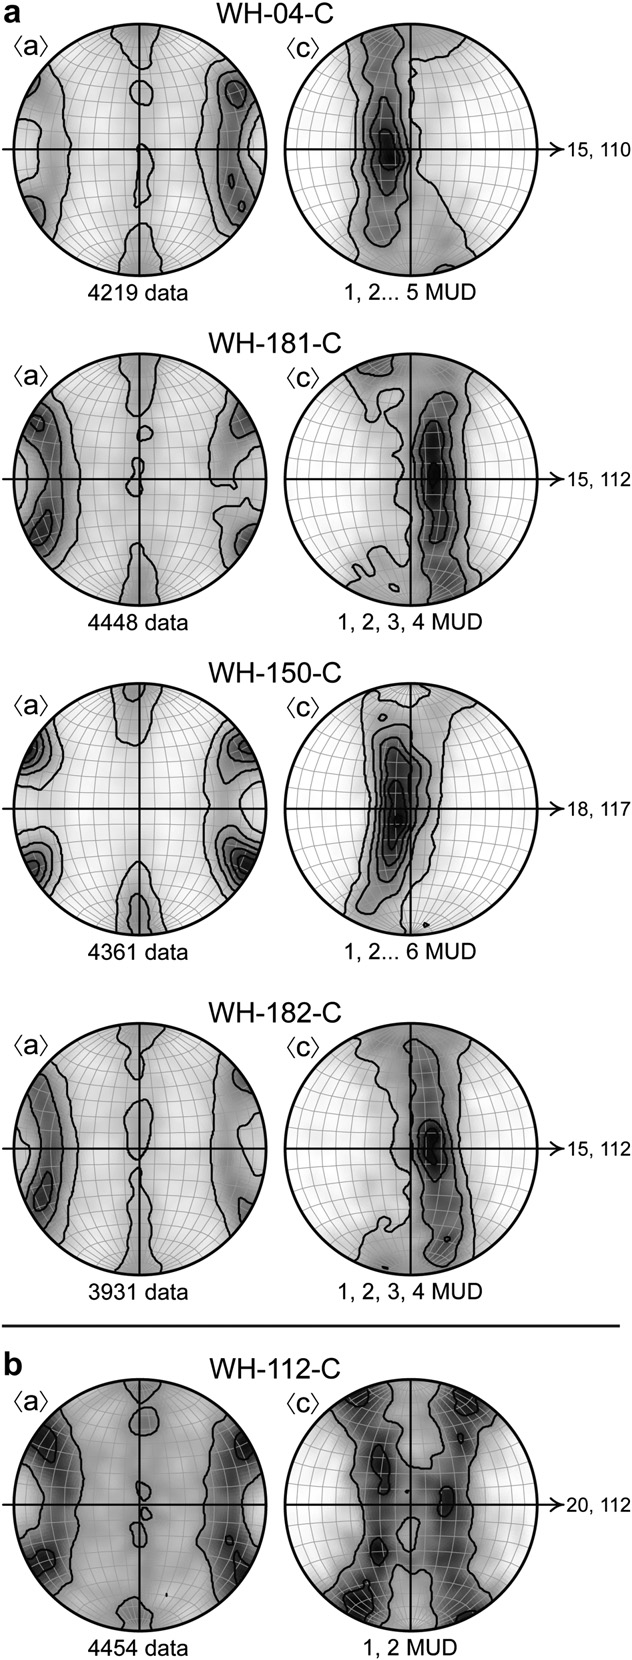 a
WH-04-C
⟨a⟩ ⟨c⟩
15, 110
4219 data 1, 2... 5 MUD
WH-181-C
⟨a⟩ ⟨c⟩
15, 112
4448 data 1, 2, 3, 4 MUD
WH-150-C
⟨a⟩ ⟨c⟩
18, 117
4361 data 1, 2... 6 MUD
WH-182-C
⟨a⟩ ⟨c⟩
15, 112
3931 data 1, 2, 3, 4 MUD
b
WH-112-C
⟨a⟩ ⟨c⟩
20, 112
4454 data 1, 2 MUD